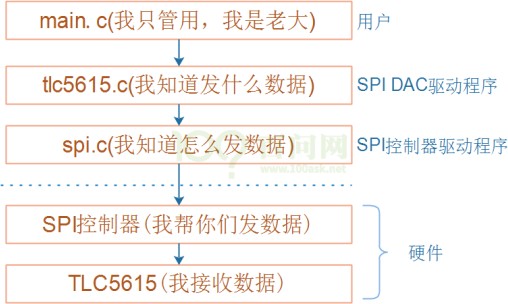 main. c(我只管用，我是老大)
用户
tlc5615.c(我知道发什么数据)
SPI DAC驱动程序
spi.c(我知道怎么发数据)
SPI控制器驱动程序
www.100ask.net
SPI控制器(我帮你们发数据)
硬件
TLC5615(我接收数据)